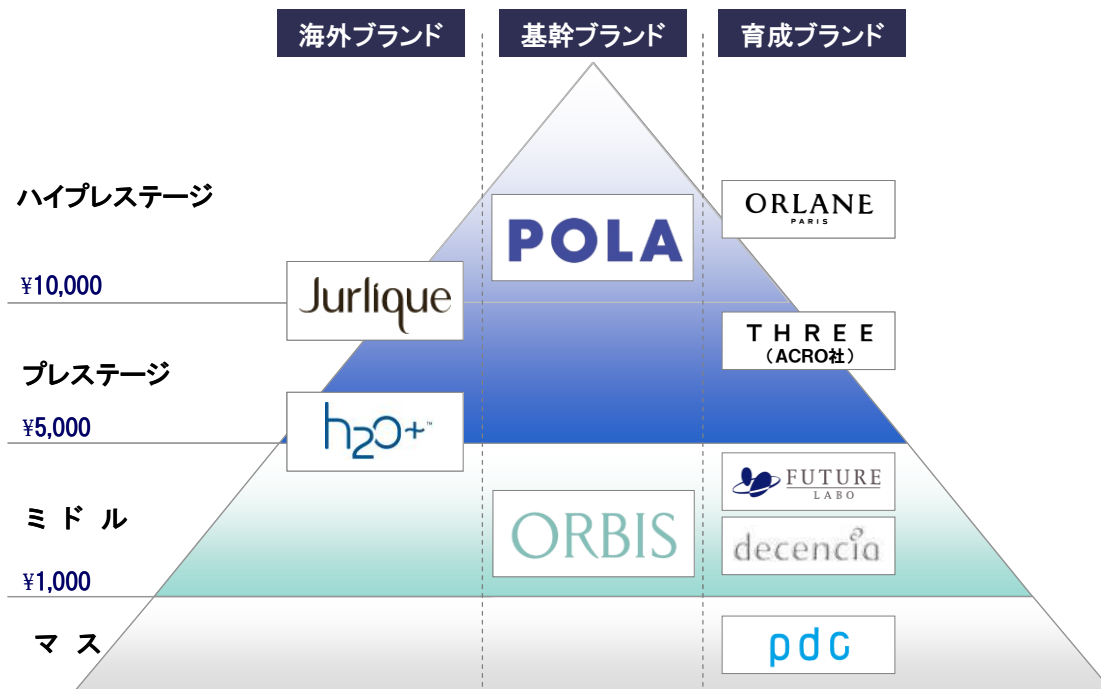 海外ブランド
基幹ブランド
育成ブランド
ハイプレステージ
ORLANE
PARIS
POLA
¥10,000
Jurlique
THREE
(ACRO社)
プレステージ
¥5,000
h2o+™
FUTURE
LABO
ミドル
ORBIS
decencia
¥1,000
マス
pdc